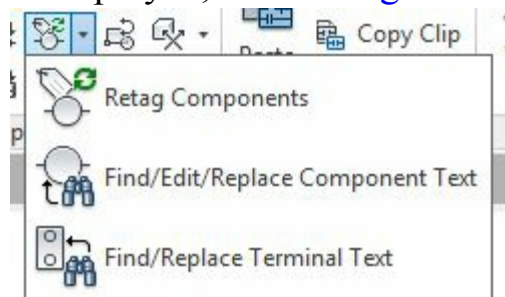 Copy Clip
Retag Components
Find/Edit/Replace Component Text
Find/Replace Terminal Text